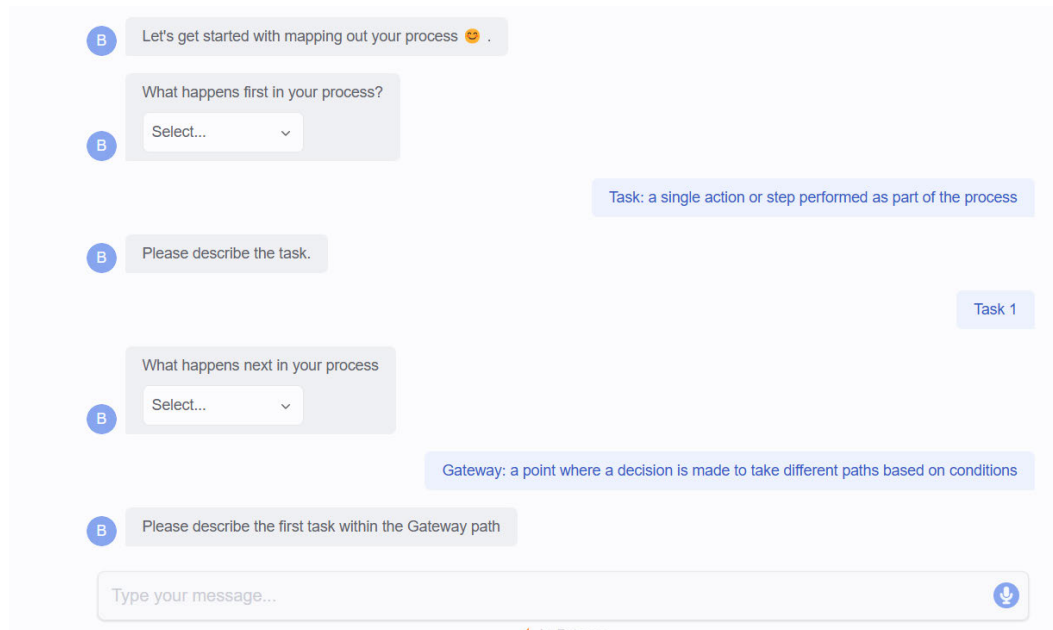 B Let's get started with mapping out your process 😊 .
What happens first in your process?
B Select...
Task: a single action or step performed as part of the process
B Please describe the task.
Task 1
What happens next in your process
Select...
B
Gateway: a point where a decision is made to take different paths based on conditions
B Please describe the first task within the Gateway path
Type your message...